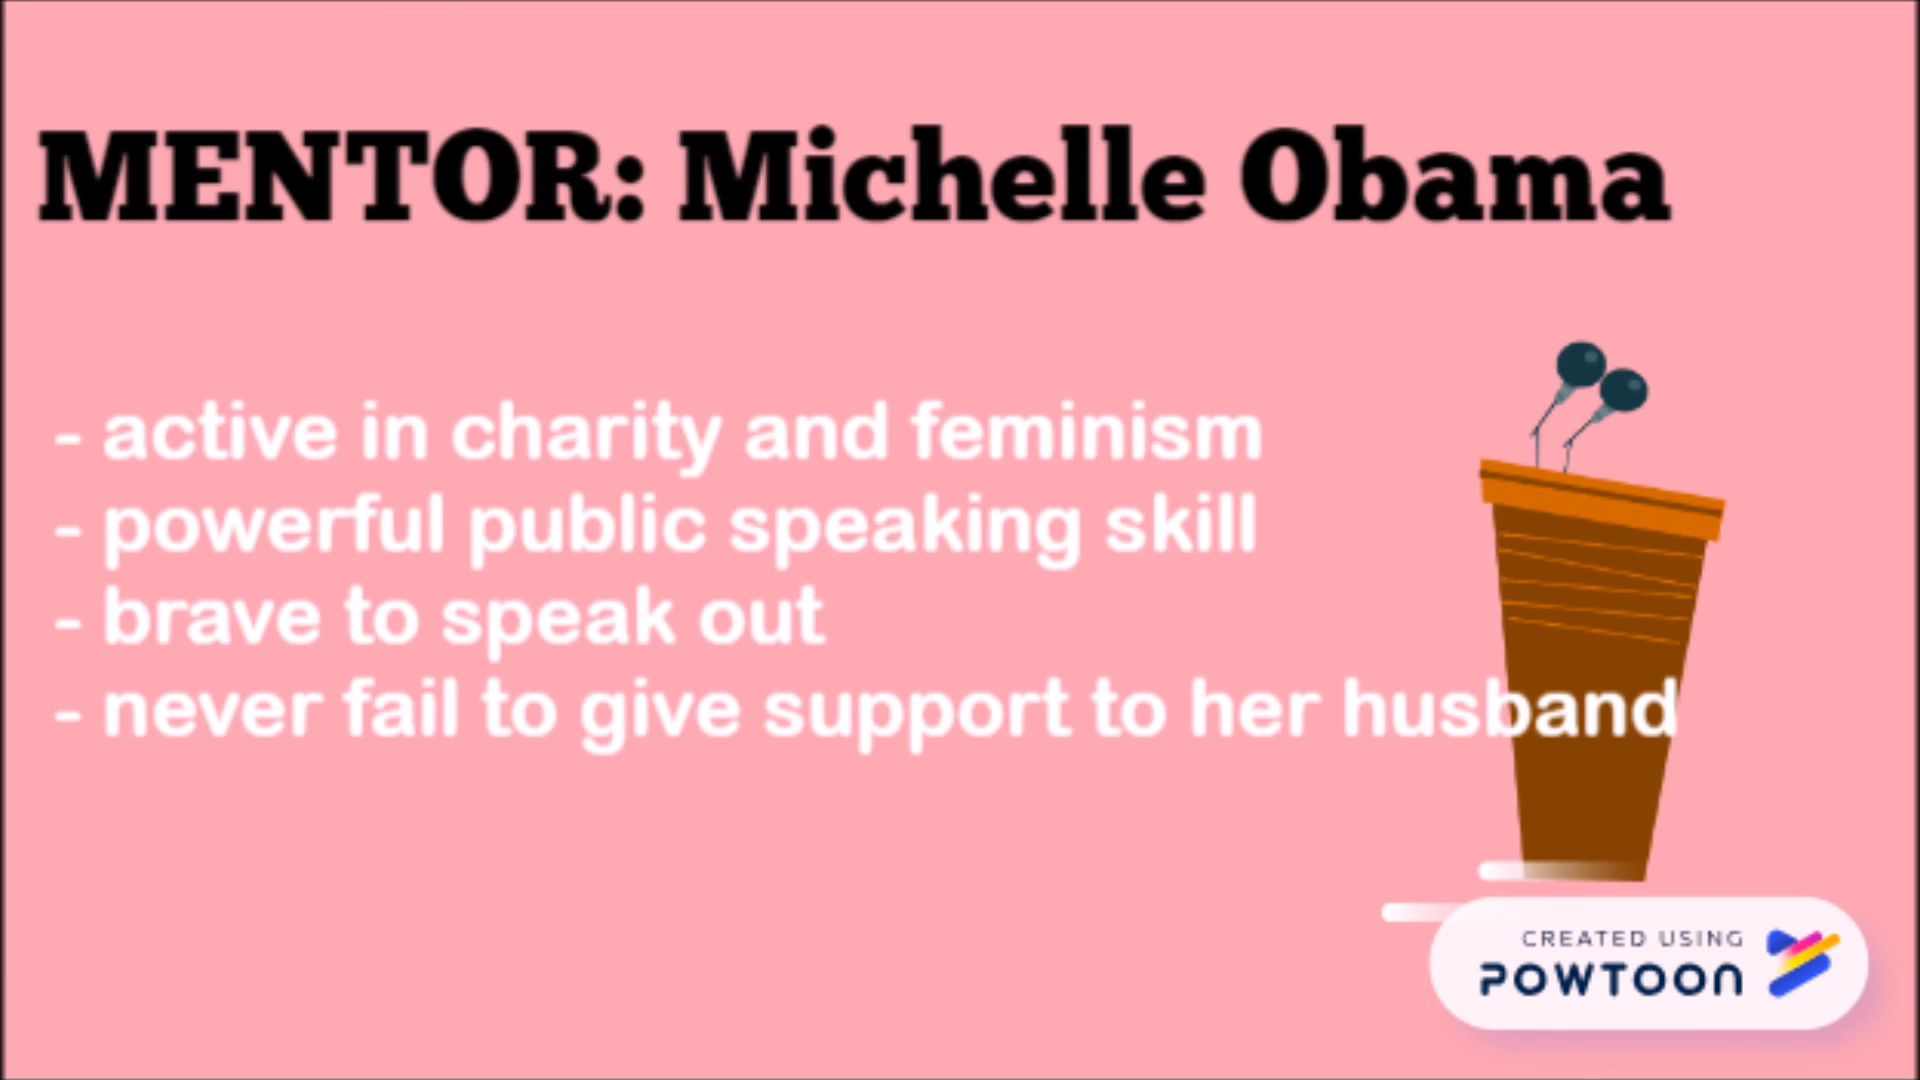 MENTOR: Michelle Obama
- active in charity and feminism
- powerful public speaking skill
- brave to speak out
- never fail to give support to her husband
CREATED USING
POWTOON